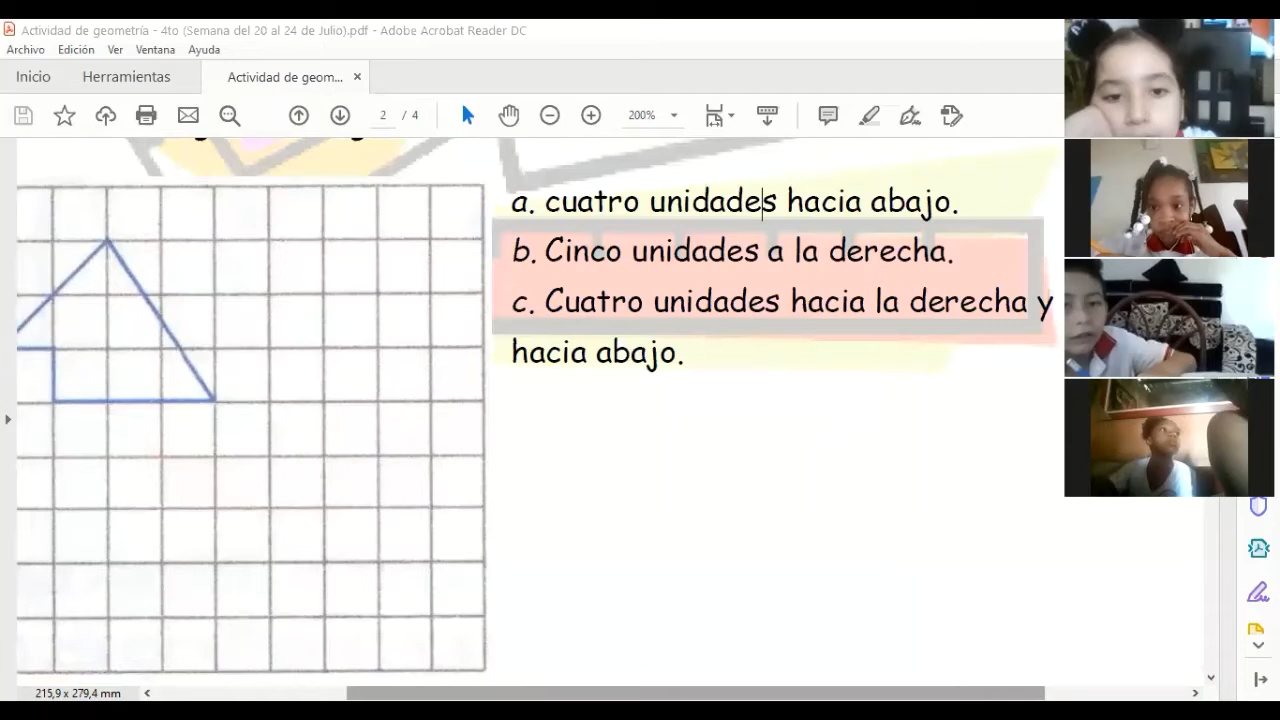 Actividad de geometría - 4to (Semana del 20 al 24 de Julio).pdf - Adobe Acrobat Reader DC
Archivo Edición Ver Ventana Ayuda
Inicio Herramientas Actividad de geom... ×
2 / 4 200%
a. cuatro unidades hacia abajo.
b. Cinco unidades a la derecha.
c. Cuatro unidades hacia la derecha y
hacia abajo.
215,9 x 279,4 mm